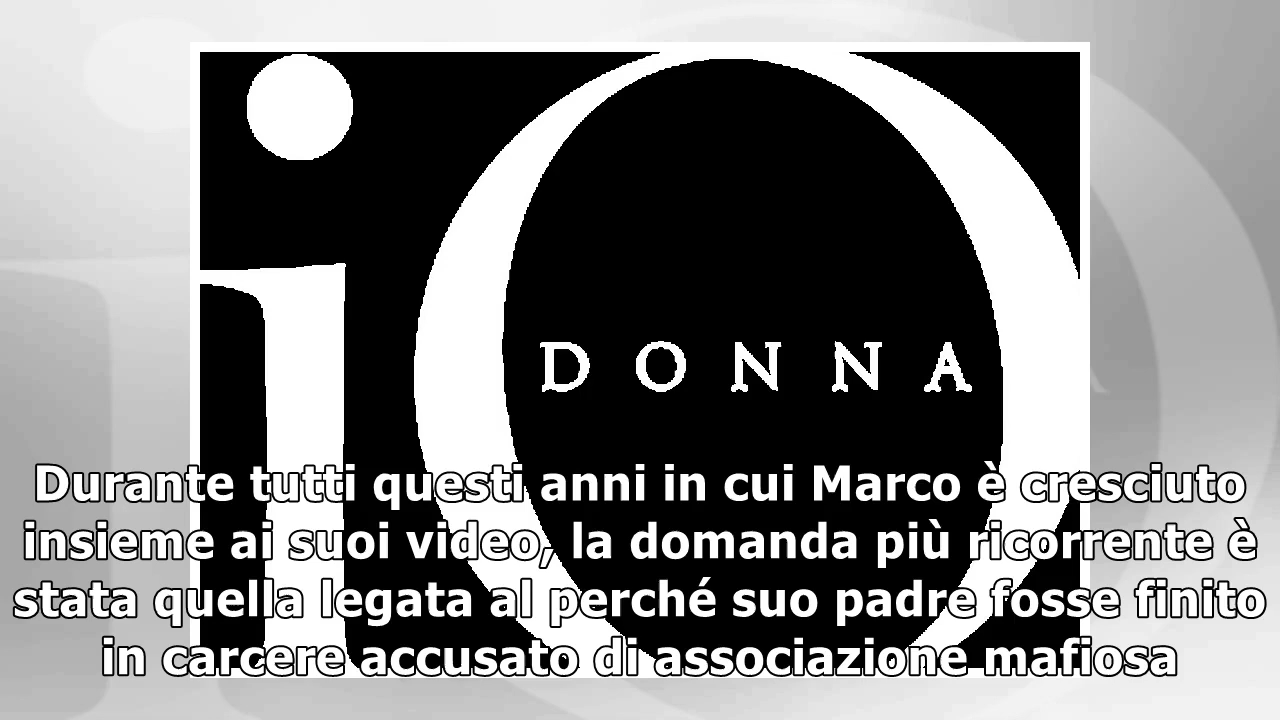 iO
DONNA
Durante tutti questi anni in cui Marco è cresciuto
insieme ai suoi video, la domanda più ricorrente è
stata quella legata al perché suo padre fosse finito
in carcere accusato di associazione mafiosa